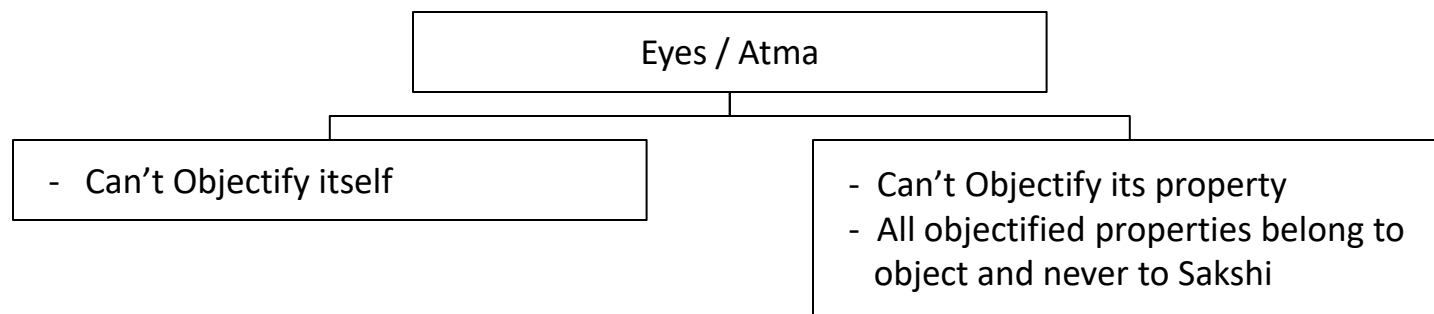 Eyes / Atma
- Can’t Objectify itself
- Can’t Objectify its property
- All objectified properties belong to
object and never to Sakshi